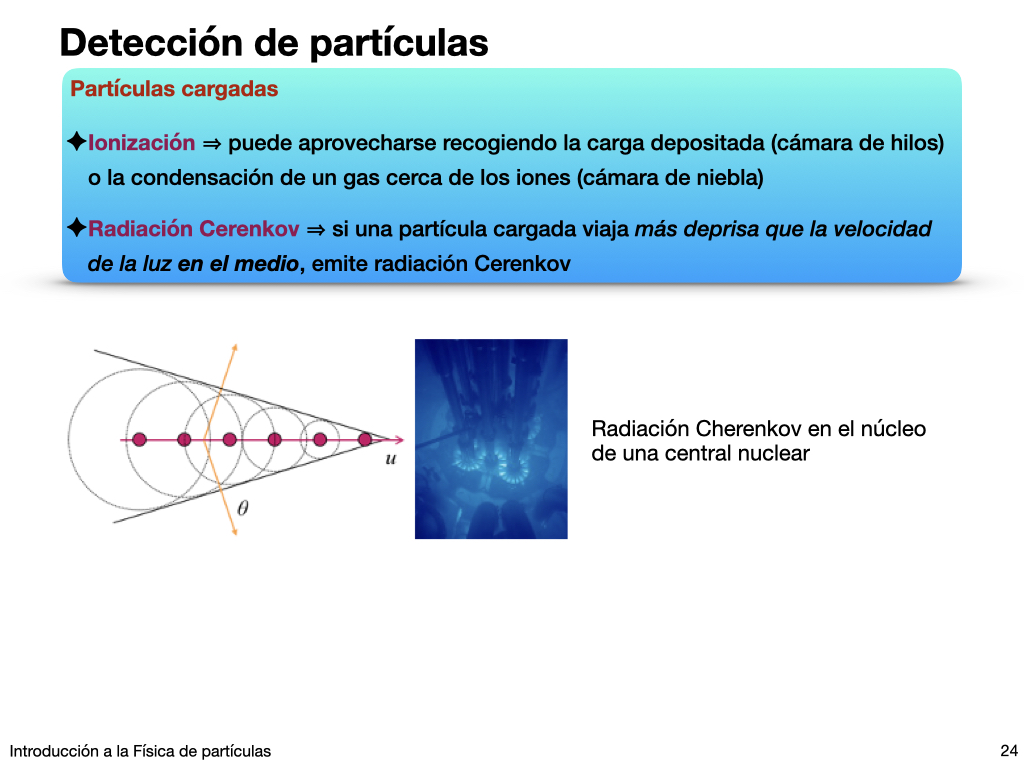 Detección de partículas
Partículas cargadas
✦Ionización ⇒ puede aprovecharse recogiendo la carga depositada (cámara de hilos)
o la condensación de un gas cerca de los iones (cámara de niebla)
✦Radiación Cerenkov ⇒ si una partícula cargada viaja más deprisa que la velocidad
de la luz en el medio, emite radiación Cerenkov
u
θ
Radiación Cherenkov en el núcleo
de una central nuclear
Introducción a la Física de partículas
24